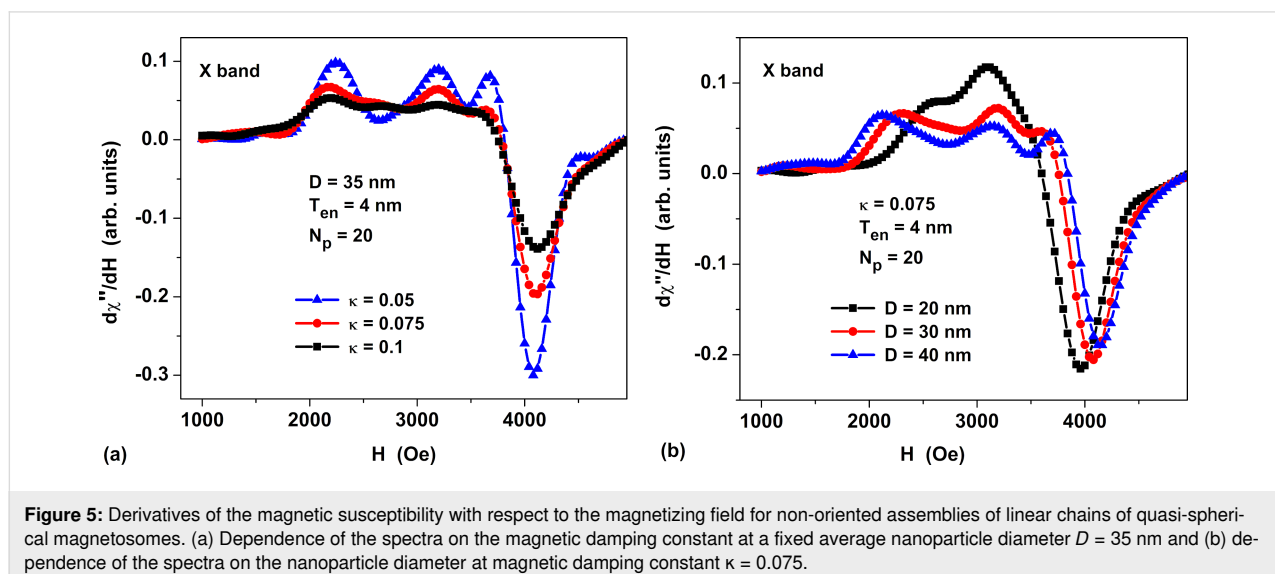 X band
0.1
0.0
-0.1
-0.2
-0.3
dχ"/dH (arb. units)
D = 35 nm
T_en = 4 nm
N_p = 20
κ = 0.05
κ = 0.075
κ = 0.1
1000 2000 3000 4000
H (Oe)
(a)
X band
0.1
0.0
-0.1
-0.2
dχ"/dH (arb. units)
κ = 0.075
T_en = 4 nm
N_p = 20
D = 20 nm
D = 30 nm
D = 40 nm
1000 2000 3000 4000
H (Oe)
(b)
Figure 5: Derivatives of the magnetic susceptibility with respect to the magnetizing field for non-oriented assemblies of linear chains of quasi-spheri-
cal magnetosomes. (a) Dependence of the spectra on the magnetic damping constant at a fixed average nanoparticle diameter D = 35 nm and (b) de-
pendence of the spectra on the nanoparticle diameter at magnetic damping constant κ = 0.075.